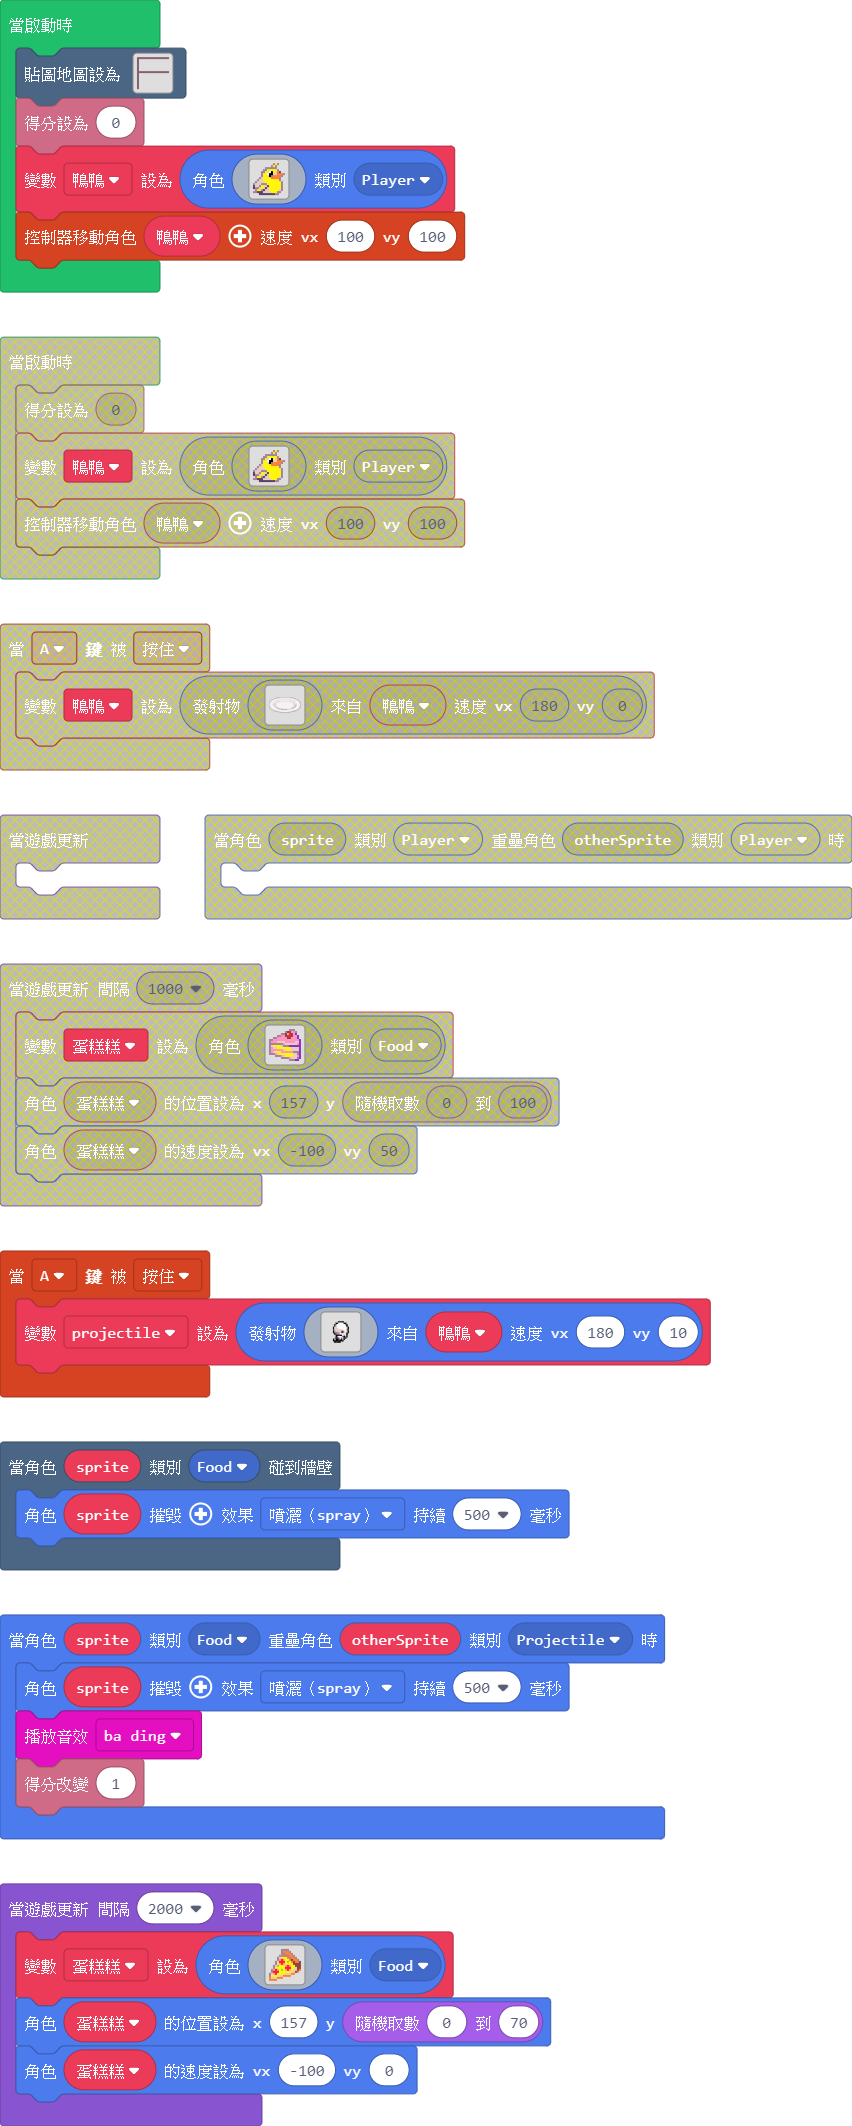 當啟動時
貼圖地圖設為
得分設為 0
變數 鴨鴨 設為 角色 類別 Player
控制器移動角色 鴨鴨 速度 vx 100 vy 100
當啟動時
得分設為 0
變數 鴨鴨 設為 角色 類別 Player
控制器移動角色 鴨鴨 速度 vx 100 vy 100
當 A 鍵 被 按住
變數 鴨鴨 設為 發射物 來自 鴨鴨 速度 vx 180 vy 0
當遊戲更新
當角色 sprite 類別 Player 重疊角色 otherSprite 類別 Player 時
當遊戲更新 間隔 1000 毫秒
變數 蛋糕糕 設為 角色 類別 Food
角色 蛋糕糕 的位置設為 x 157 y 隨機取數 0 到 100
角色 蛋糕糕 的速度設為 vx -100 vy 50
當 A 鍵 被 按住
變數 projectile 設為 發射物 來自 鴨鴨 速度 vx 180 vy 10
當角色 sprite 類別 Food 碰到牆壁
角色 sprite 摧毀 效果 噴灑（spray） 持續 500 毫秒
當角色 sprite 類別 Food 重疊角色 otherSprite 類別 Projectile 時
角色 sprite 摧毀 效果 噴灑（spray） 持續 500 毫秒
播放音效 ba ding
得分改變 1
當遊戲更新 間隔 2000 毫秒
變數 蛋糕糕 設為 角色 類別 Food
角色 蛋糕糕 的位置設為 x 157 y 隨機取數 0 到 70
角色 蛋糕糕 的速度設為 vx -100 vy 0